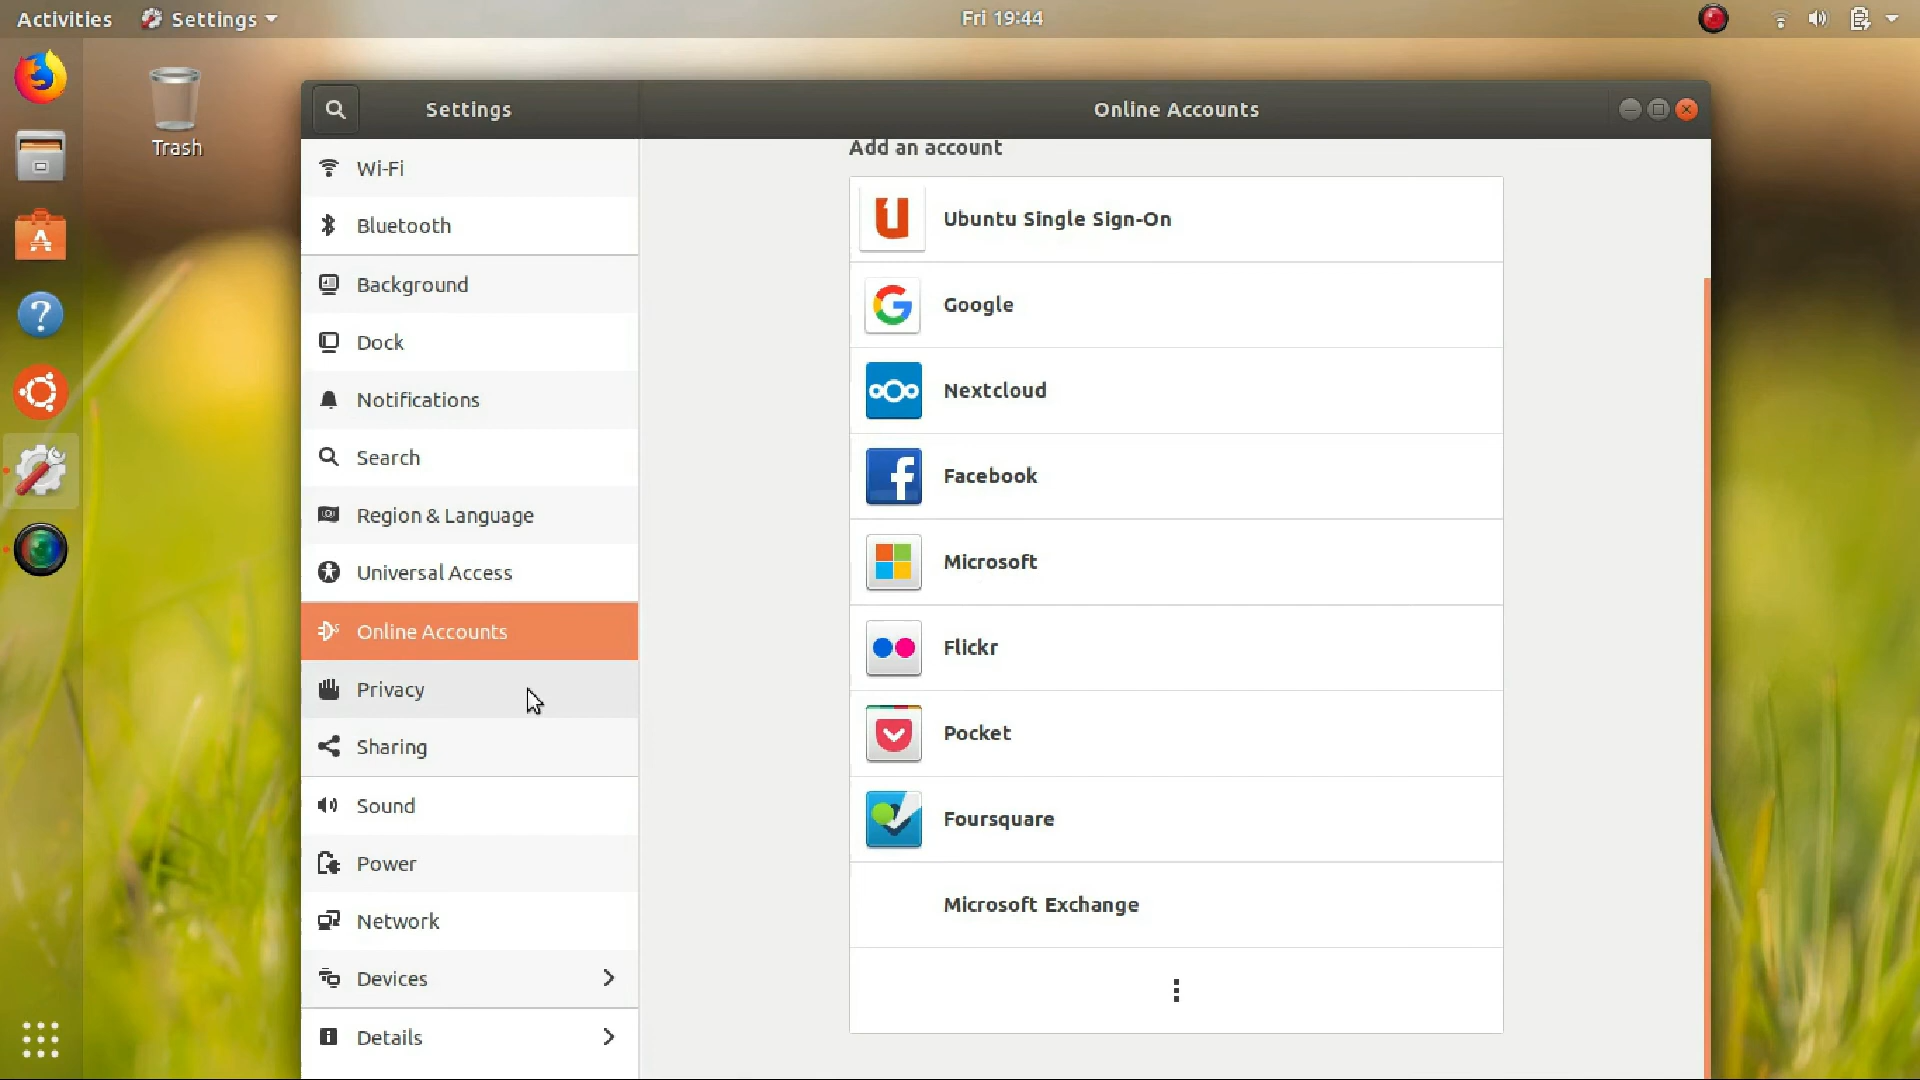 Activities
Settings
Fri 19:44
Trash
Settings
Online Accounts
Wi-Fi
Bluetooth
Background
Dock
Notifications
Search
Region & Language
Universal Access
Online Accounts
Privacy
Sharing
Sound
Power
Network
Devices
Details
Add an account
Ubuntu Single Sign-On
Google
Nextcloud
Facebook
Microsoft
Flickr
Pocket
Foursquare
Microsoft Exchange